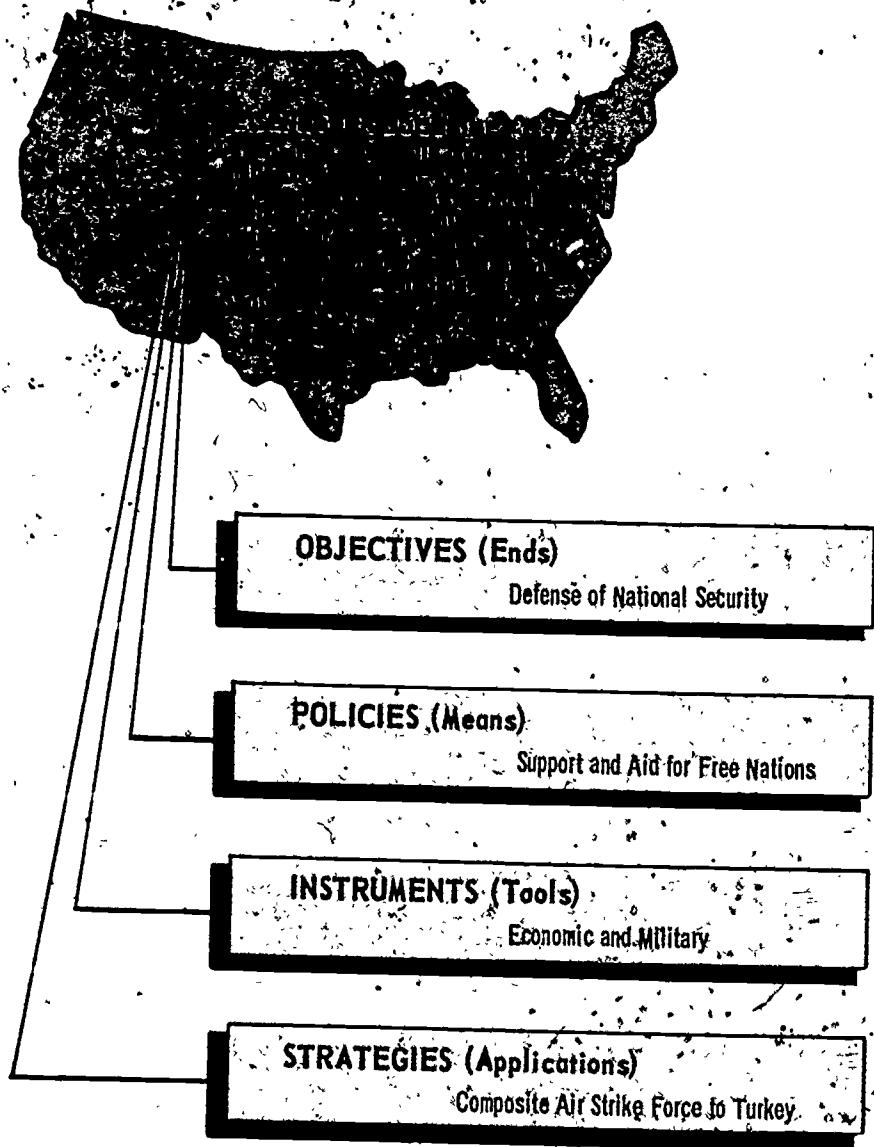 OBJECTIVES (Ends)
Defense of National Security
POLICIES (Means)
Support and Aid for Free Nations
INSTRUMENTS (Tools)
Economic and Military
STRATEGIES (Applications)
Composite Air Strike Force to Turkey